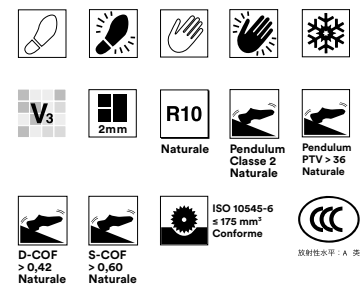 V3
2mm
R10
Naturale
Pendulum
Classe 2
Naturale
Pendulum
PTV > 36
Naturale
D-COF
> 0,42
Naturale
S-COF
> 0,60
Naturale
ISO 10545-6
≤ 175 mm³
Conforme
CCC
放射性水平：A 类